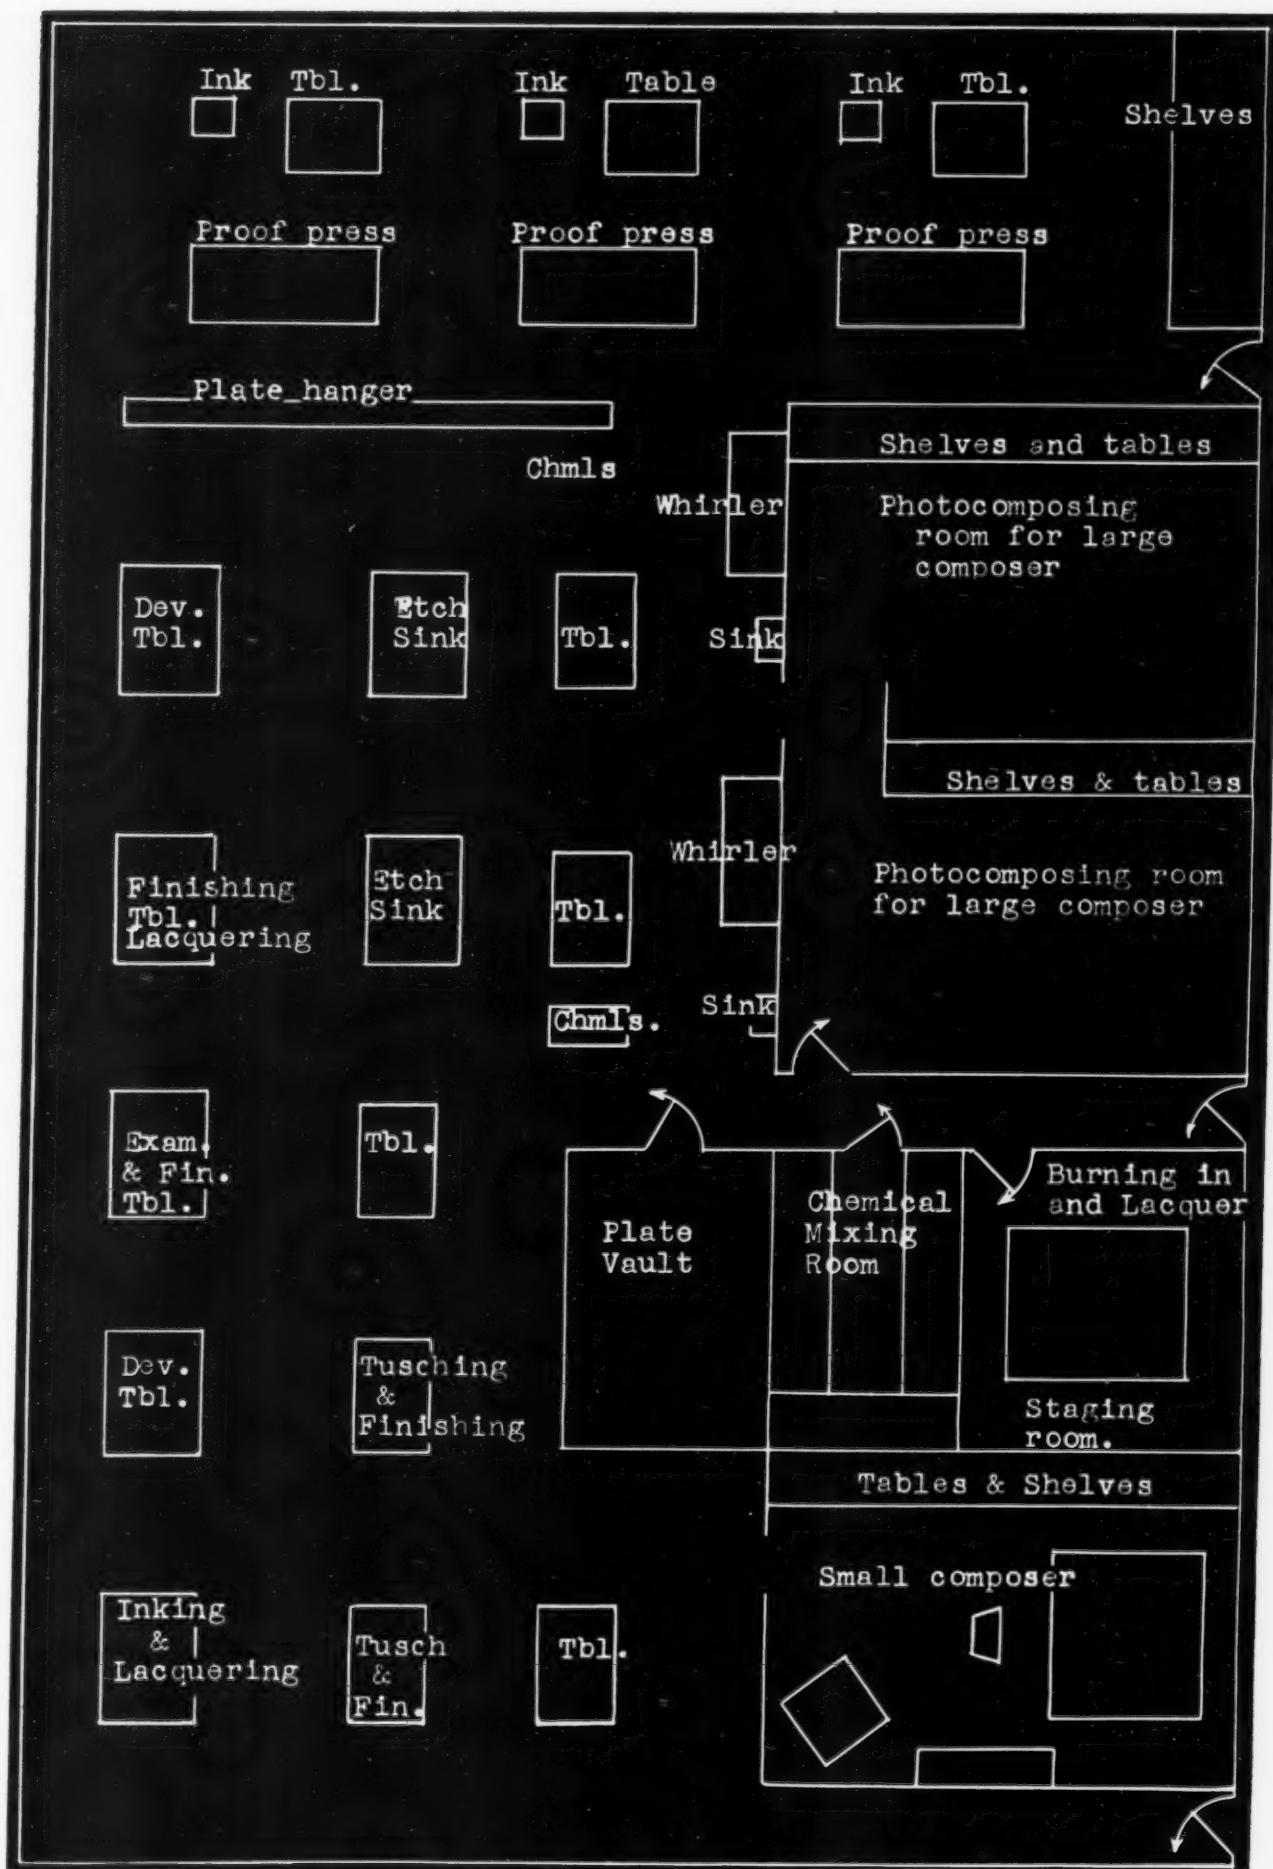 Ink Tbl. Ink Table Ink Tbl.
Shelves
Proof press Proof press Proof press
Plate hanger
Shelves and tables
Chmls
Whirler
Photocomposing
room for large
composer
Dev.
Tbl.
Etch
Sink
Tbl.
Sink
Shelves & tables
Whirler
Photocomposing room
for large composer
Finishing
Tbl.
Lacquering
Etch
Sink
Tbl.
Chmls.
Sink
Exam.
& Fin.
Tbl.
Tbl.
Plate
Vault
Chemical
Mixing
Room
Burning in
and Lacquer
Dev.
Tbl.
Tusching
&
Finishing
Staging
room.
Tables & Shelves
Small composer
Inking
&
Lacquering
Tusch
&
Fin.
Tbl.